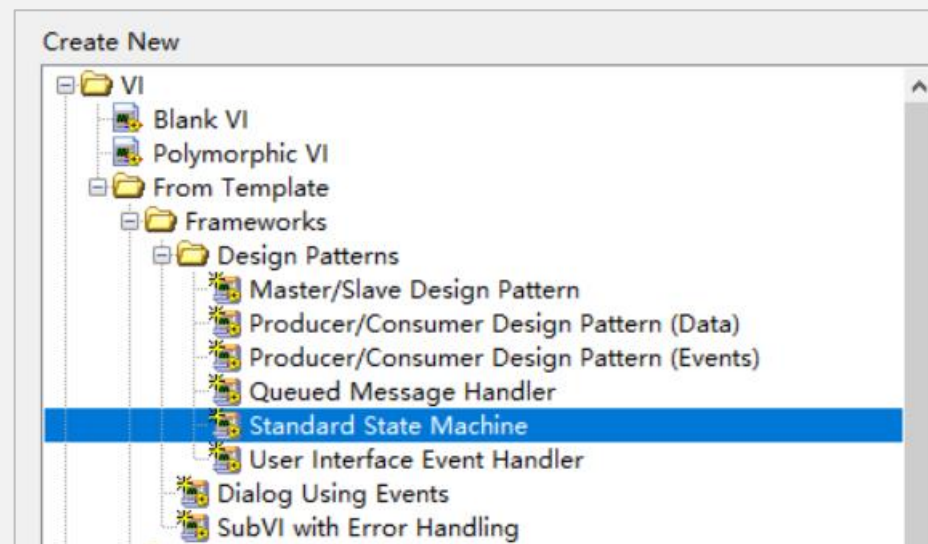 Create New
VI
Blank VI
Polymorphic VI
From Template
Frameworks
Design Patterns
Master/Slave Design Pattern
Producer/Consumer Design Pattern (Data)
Producer/Consumer Design Pattern (Events)
Queued Message Handler
Standard State Machine
User Interface Event Handler
Dialog Using Events
SubVI with Error Handling